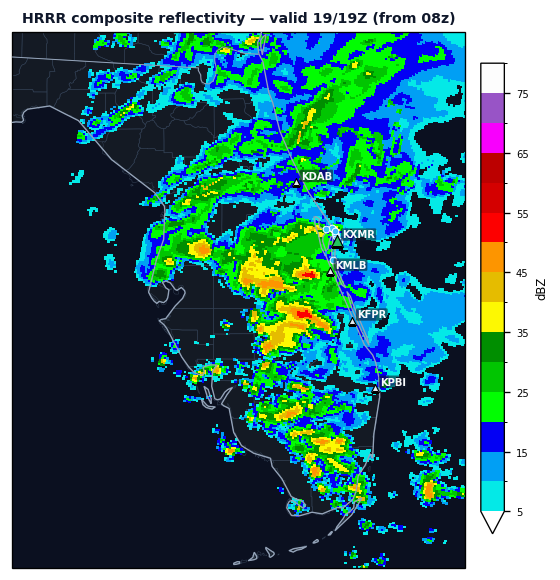 HRRR composite reflectivity — valid 19/19Z (from 08z)
KDAB
KXMR
KMLB
KFPR
KPBI
75
65
55
45
35
25
15
5
dBZ